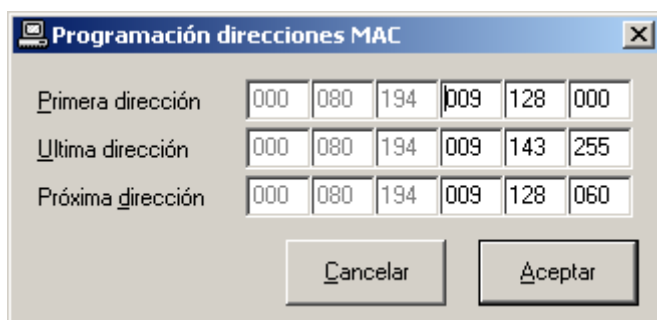 Programación direcciones MAC
Primera dirección 000 080 194 009 128 000
Ultima dirección 000 080 194 009 143 255
Próxima dirección 000 080 194 009 128 060
Cancelar Aceptar